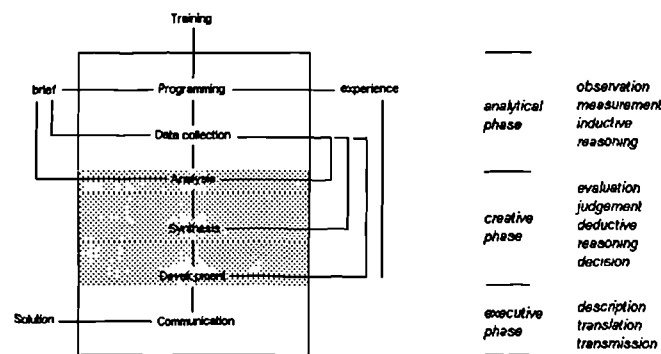 Training
brief
Programming
experience
Data collection
Analysis
Synthesis
Development
Solution
Communication
analytical
phase
observation
measurement
inductive
reasoning
creative
phase
evaluation
judgement
deductive
reasoning
decision
executive
phase
description
translation
transmission